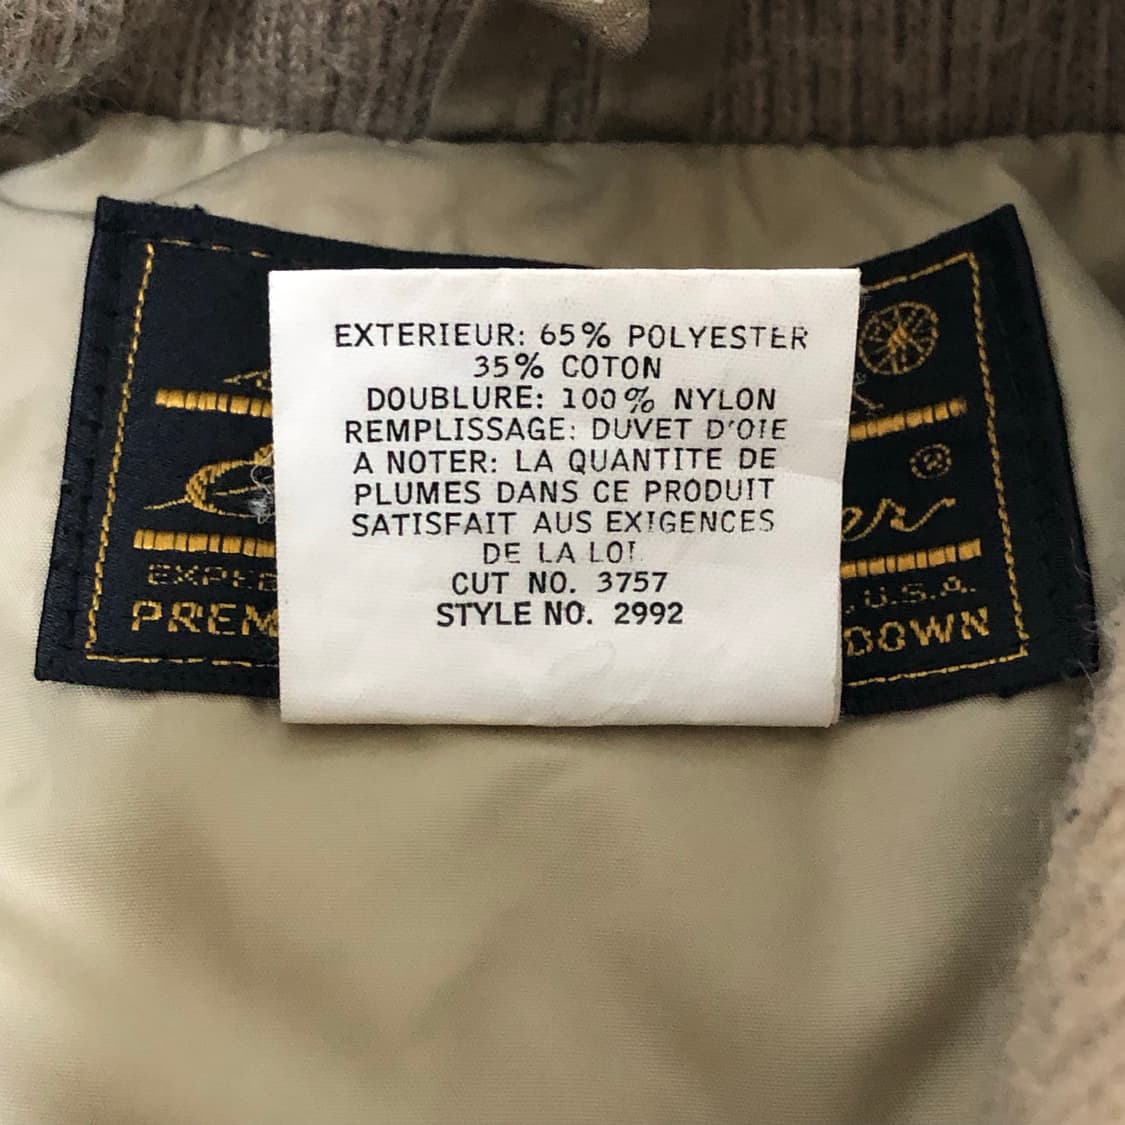 EXTERIEUR: 65% POLYESTER
35% COTON
DOUBLURE: 100% NYLON
REMPLISSAGE: DUVET D'OIE
A NOTER: LA QUANTITE DE
PLUMES DANS CE PRODUIT
SATISFAIT AUS EXIGENCES
DE LA LOI
CUT NO. 3757
STYLE NO. 2992
er ®
U.S.A.
PREM
DOWN